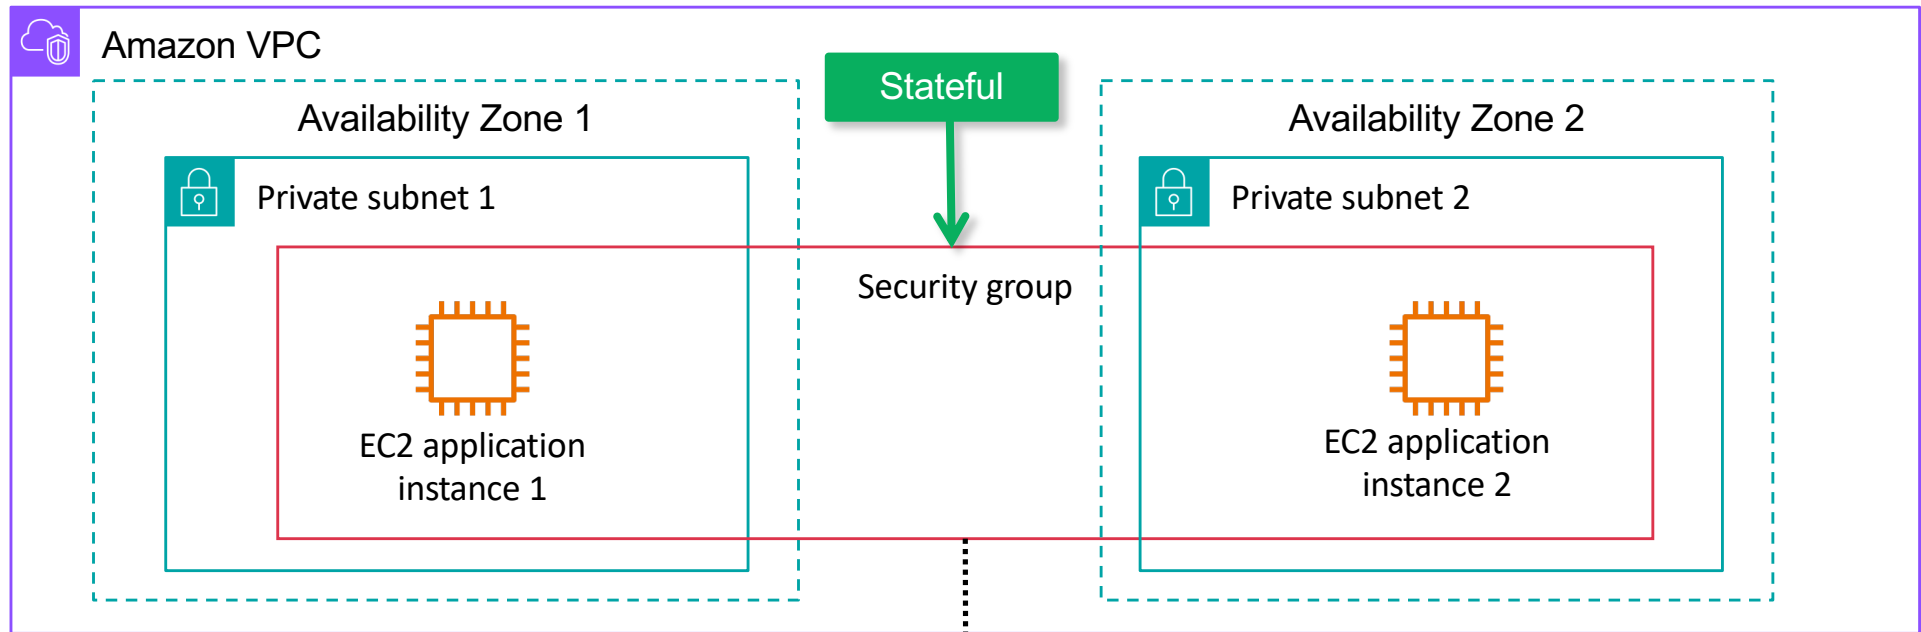 Amazon VPC
Stateful
Availability Zone 1
Availability Zone 2
Private subnet 1
Private subnet 2
Security group
EC2 application
instance 1
EC2 application
instance 2